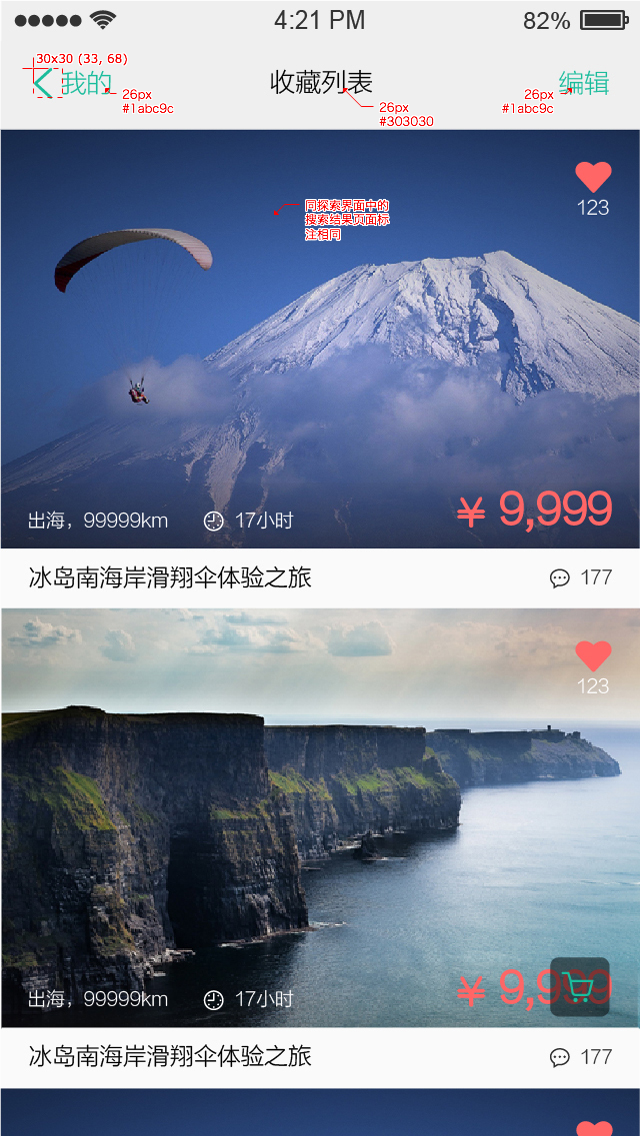 4:21 PM
82%
30x30 (33, 68)
我的
收藏列表
编辑
26px
#1abc9c
26px
#303030
26px
#1abc9c
123
同探索界面中的
搜索结果页面标
注相同
出海，99999km
17小时
¥ 9,999
冰岛南海岸滑翔伞体验之旅
177
123
出海，99999km
17小时
¥ 9,999
冰岛南海岸滑翔伞体验之旅
177